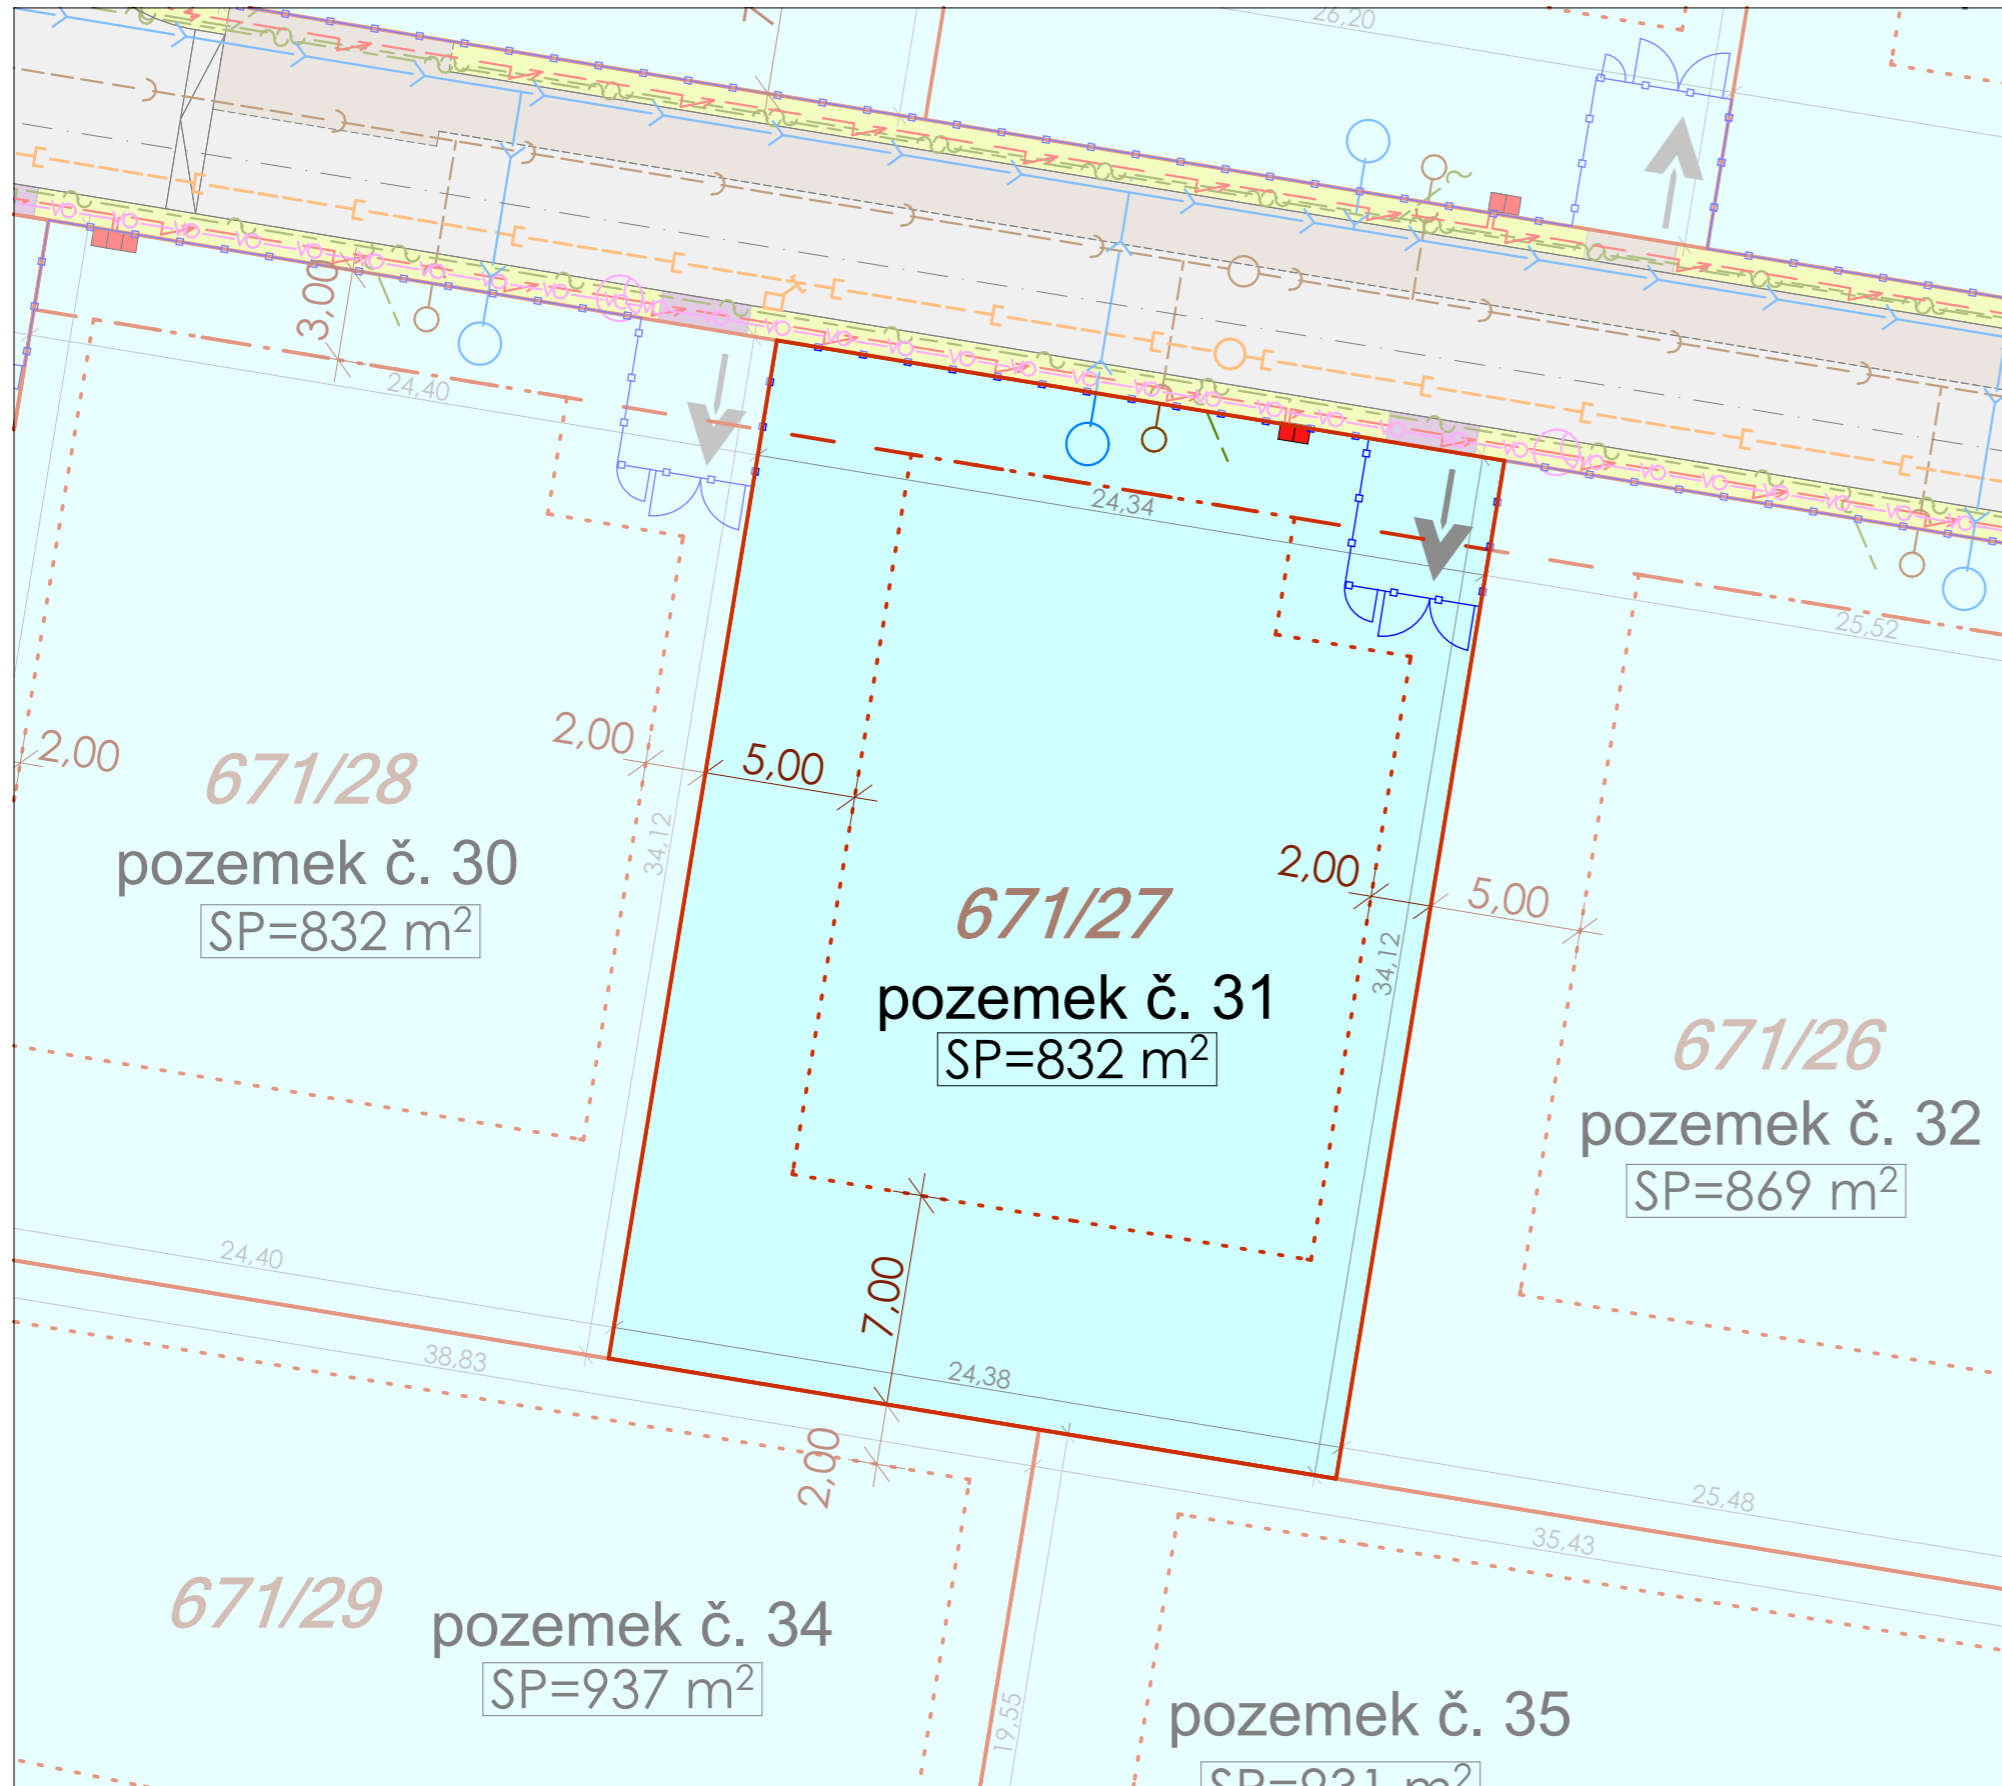 26,20
3,00
24,40
24,34
25,52
2,00
671/28
2,00
5,00
34,12
pozemek č. 30
SP=832 m²
671/27
2,00
5,00
34,12
pozemek č. 31
SP=832 m²
671/26
pozemek č. 32
SP=869 m²
24,40
7,00
38,83
24,38
2,00
25,48
35,43
671/29
pozemek č. 34
SP=937 m²
19,55
pozemek č. 35
SP=931 m²